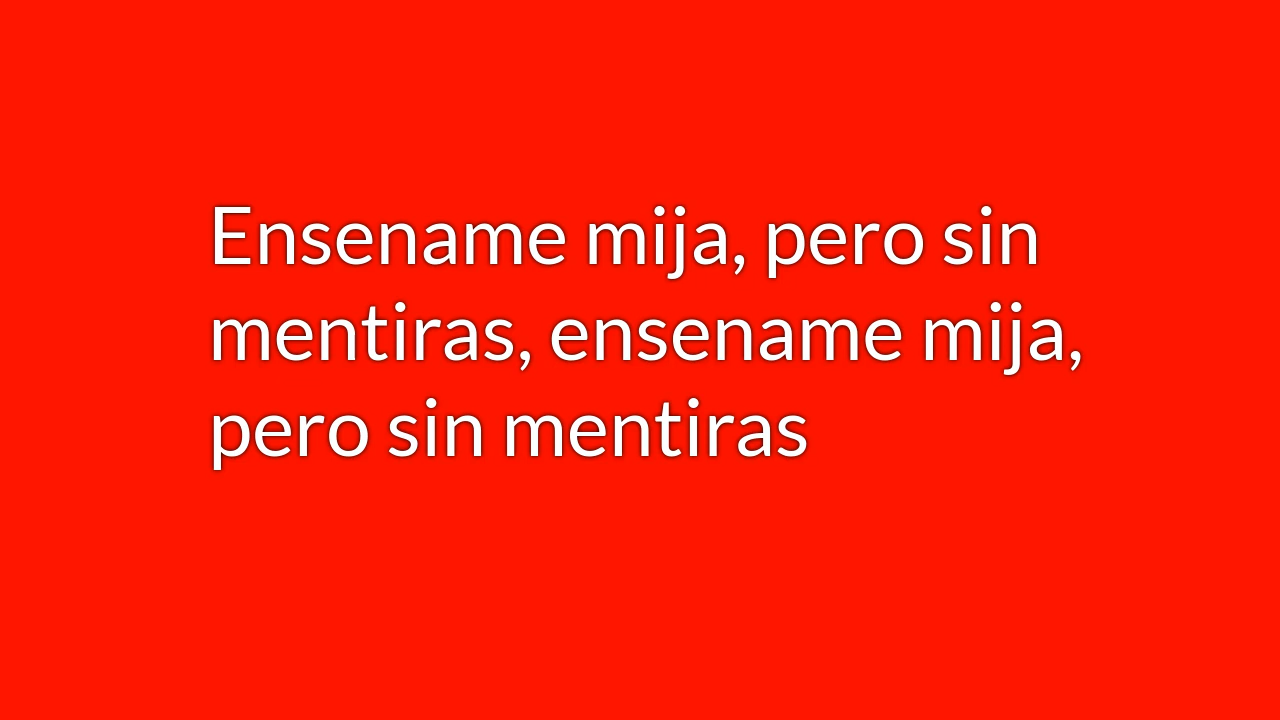 Ensename mija, pero sin
mentiras, ensename mija,
pero sin mentiras